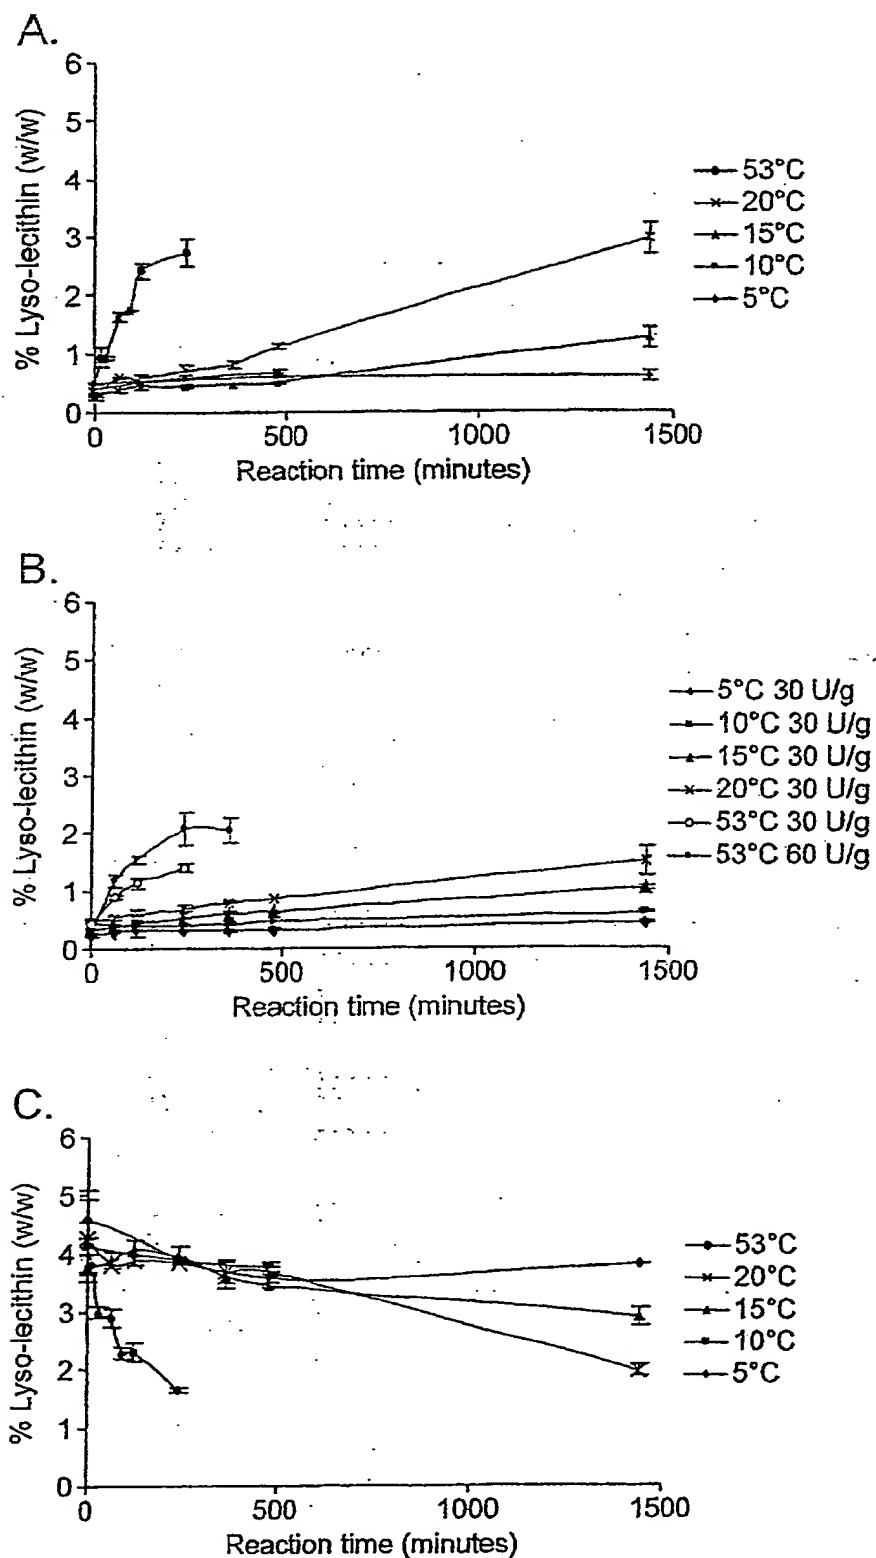 A.
% Lyso-lecithin (w/w)
6
5
4
3
2
1
0
0 500 1000 1500
Reaction time (minutes)
53°C
20°C
15°C
10°C
5°C
B.
% Lyso-lecithin (w/w)
6
5
4
3
2
1
0
0 500 1000 1500
Reaction time (minutes)
5°C 30 U/g
10°C 30 U/g
15°C 30 U/g
20°C 30 U/g
53°C 30 U/g
53°C 60 U/g
C.
% Lyso-lecithin (w/w)
6
5
4
3
2
1
0
0 500 1000 1500
Reaction time (minutes)
53°C
20°C
15°C
10°C
5°C